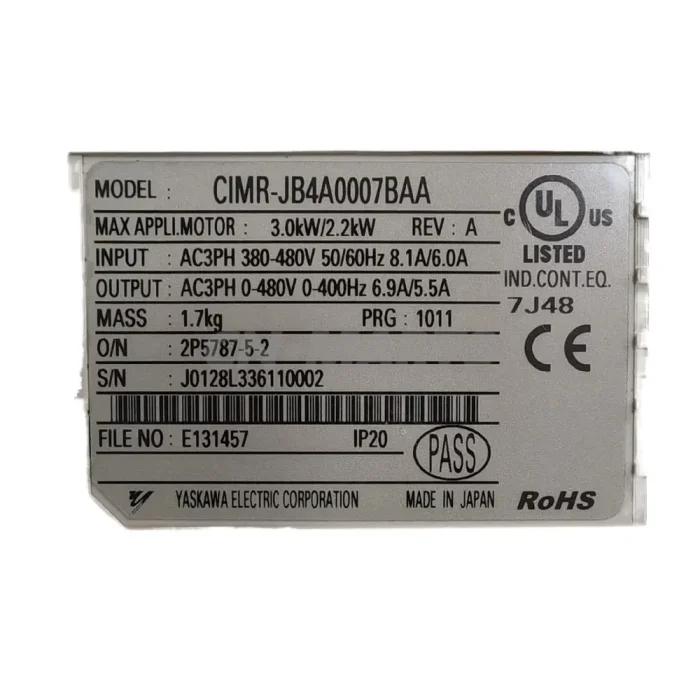 MODEL : CIMR-JB4A0007BAA
MAX APPLI.MOTOR : 3.0kW/2.2kW REV : A
INPUT : AC3PH 380-480V 50/60Hz 8.1A/6.0A
OUTPUT : AC3PH 0-480V 0-400Hz 6.9A/5.5A
MASS : 1.7kg PRG : 1011
O/N : 2P5787-5-2
S/N : J0128L336110002
FILE NO : E131457 IP20 PASS
YASKAWA ELECTRIC CORPORATION MADE IN JAPAN
C UL US
LISTED
IND.CONT.EQ.
7J48
CE
RoHS